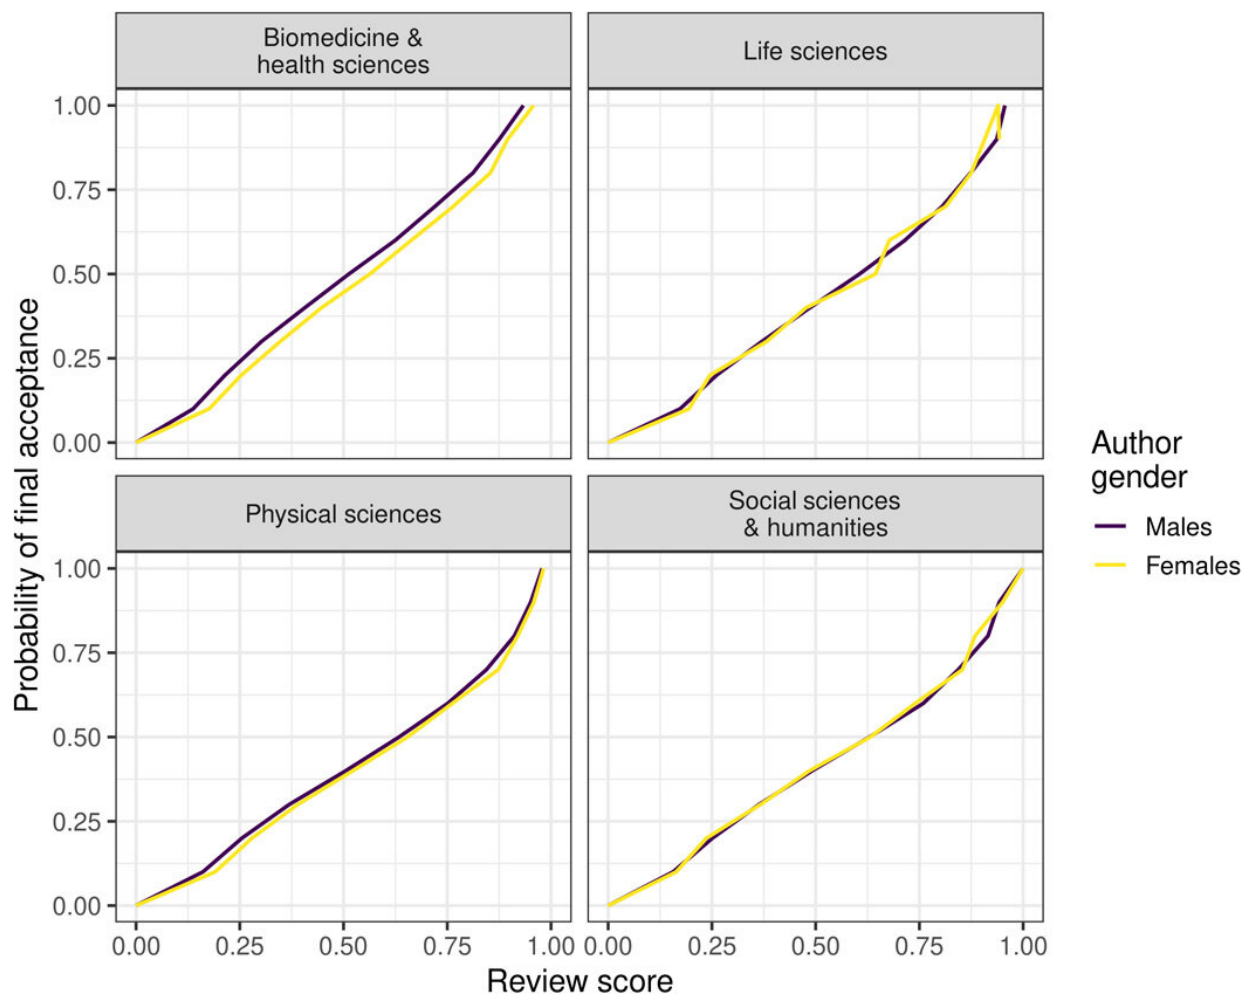 Biomedicine &
health sciences
Life sciences
1.00
0.75
0.50
0.25
0.00
Physical sciences
Social sciences
& humanities
1.00
0.75
0.50
0.25
0.00
0.00 0.25 0.50 0.75 1.00
0.00 0.25 0.50 0.75 1.00
Review score
Probability of final acceptance
Author
gender
Males
Females